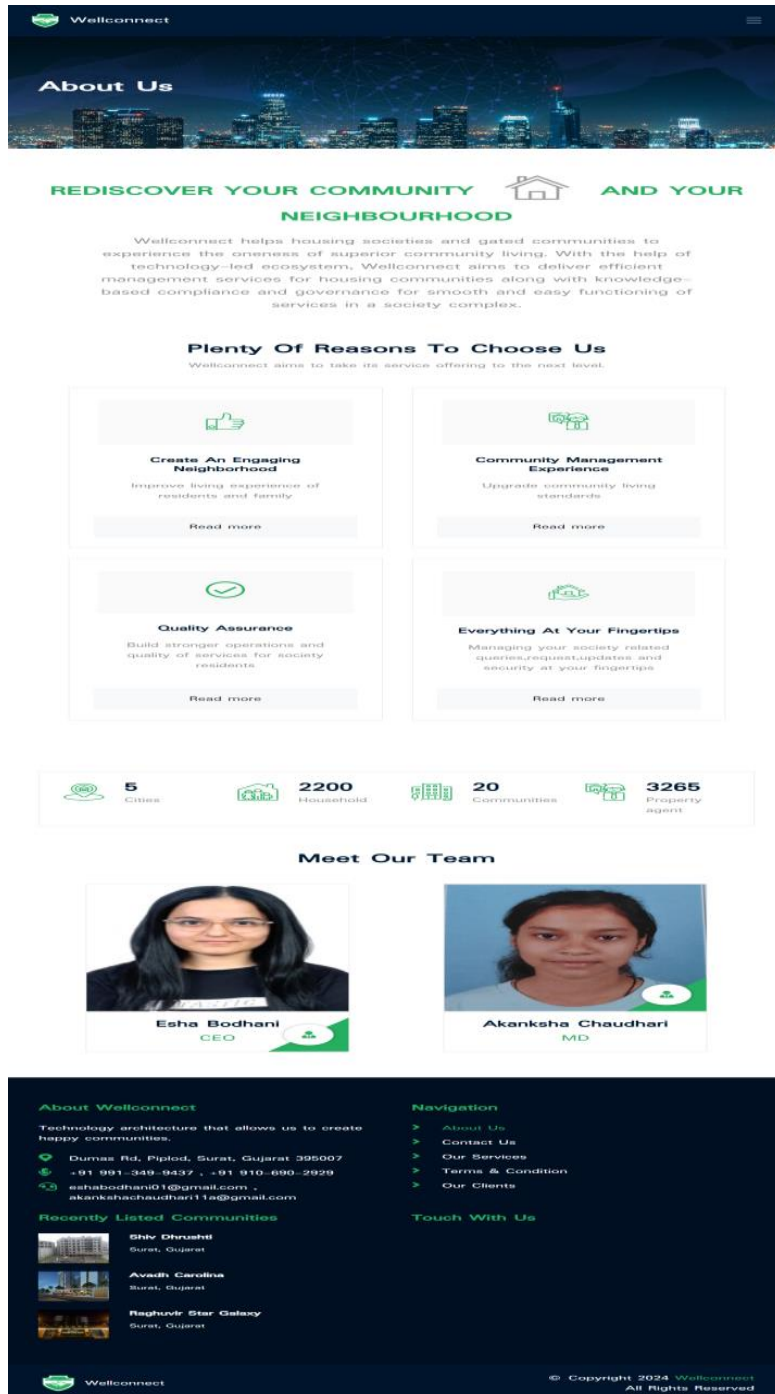 Wellconnect
About Us
REDISCOVER YOUR COMMUNITY AND YOUR
NEIGHBOURHOOD
Wellconnect helps housing societies and gated communities to
experience the oneness of superior community living. With the help of
technology-led ecosystem, Wellconnect aims to deliver efficient
management services for housing communities along with knowledge-
based compliance and governance for smooth and easy functioning of
services in a society complex.
Plenty Of Reasons To Choose Us
Wellconnect aims to take its service offering to the next level.
Create An Engaging
Neighborhood
Improve living experience of
residents and family
Read more
Community Management
Experience
Upgrade community living
standards
Read more
Quality Assurance
Build stronger operations and
quality of services for society
residents
Read more
Everything At Your Fingertips
Managing your society related
queries,request,updates and
security at your fingertips
Read more
5
Cities
2200
Household
20
Communities
3265
Property
agent
Meet Our Team
Esha Bodhani
CEO
Akanksha Chaudhari
MD
About Wellconnect
Technology architecture that allows us to create
happy communities.
Dumas Rd, Piplod, Surat, Gujarat 395007
+91 991-349-9437 , +91 910-690-2929
eshabodhani01@gmail.com ,
akankshachaudhari11a@gmail.com
Navigation
> About Us
> Contact Us
> Our Services
> Terms & Condition
> Our Clients
Recently Listed Communities
Shiv Dhrushti
Surat, Gujarat
Avadh Carolina
Surat, Gujarat
Raghuvir Star Galaxy
Surat, Gujarat
Touch With Us
Wellconnect
© Copyright 2024 Wellconnect
All Rights Reserved